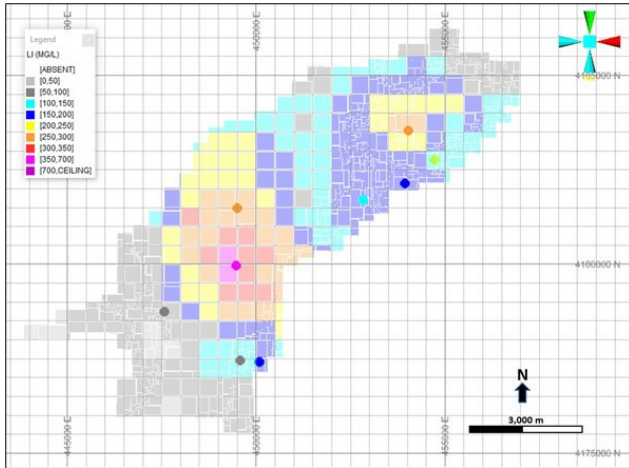 Legend
LI (MG/L)
[ABSENT]
[0,50]
[50,100]
[100,150]
[150,200]
[200,250]
[250,300]
[300,350]
[350,700]
[700,CEILING]
450000 E
455000 E
4185000 N
4180000 N
N
3,000 m
445000 E
450000 E
455000 E
4175000 N